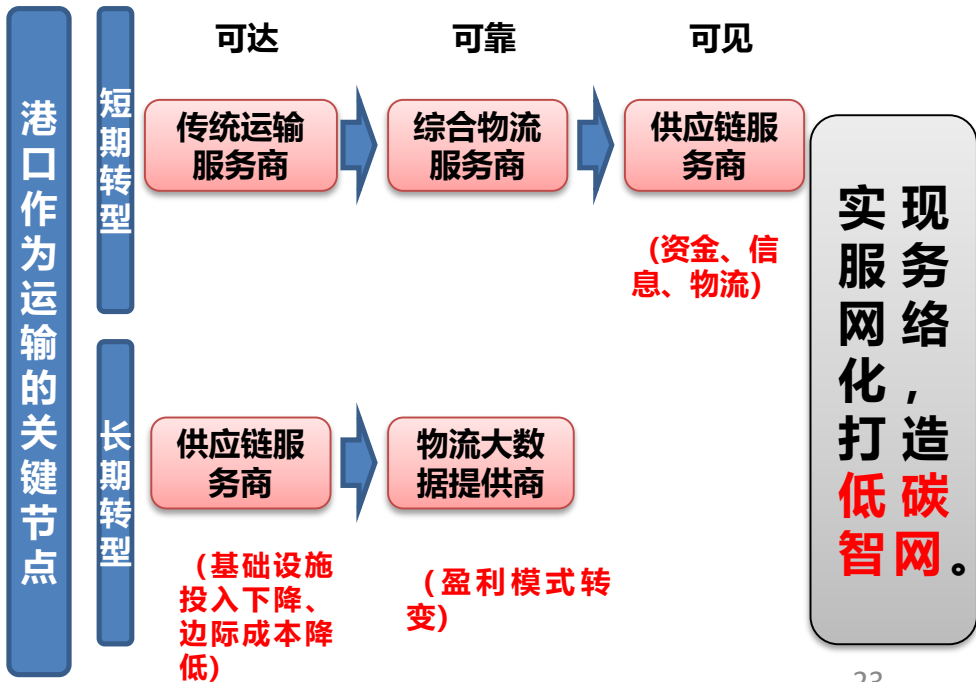 港口作为运输的关键节点
短期转型
可达
可靠
可见
传统运输
服务商
综合物流
服务商
供应链服
务商
(资金、信
息、物流)
长期转型
供应链服
务商
物流大数
据提供商
(基础设施
投入下降、
边际成本降
低)
(盈利模式转
变)
实现
服务
网络
化,
打造
低碳
智网。
23